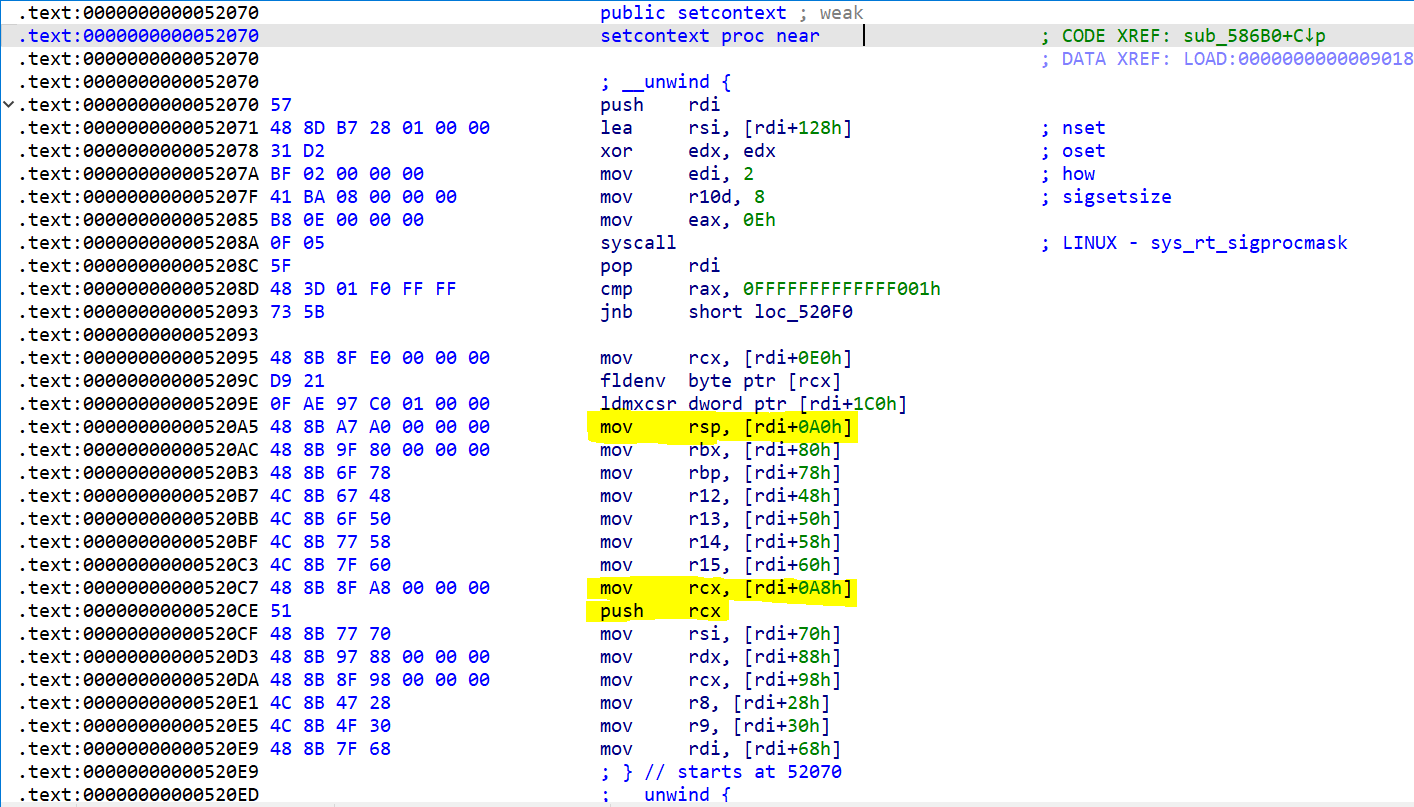 .text:0000000000052070 public setcontext ; weak
.text:0000000000052070 setcontext proc near ; CODE XREF: sub_586B0+C↓p
.text:0000000000052070 ; DATA XREF: LOAD:0000000000009018
.text:0000000000052070 ; __unwind {
.text:0000000000052070 57 push rdi
.text:0000000000052071 48 8D B7 28 01 00 00 lea rsi, [rdi+128h] ; nset
.text:0000000000052078 31 D2 xor edx, edx ; oset
.text:000000000005207A BF 02 00 00 00 mov edi, 2 ; how
.text:000000000005207F 41 BA 08 00 00 00 mov r10d, 8 ; sigsetsize
.text:0000000000052085 B8 0E 00 00 00 mov eax, 0Eh
.text:000000000005208A 0F 05 syscall ; LINUX - sys_rt_sigprocmask
.text:000000000005208C 5F pop rdi
.text:000000000005208D 48 3D 01 F0 FF FF cmp rax, 0FFFFFFFFFFFFF001h
.text:0000000000052093 73 5B jnb short loc_520F0
.text:0000000000052093
.text:0000000000052095 48 8B 8F E0 00 00 00 mov rcx, [rdi+0E0h]
.text:000000000005209C D9 21 fldenv byte ptr [rcx]
.text:000000000005209E 0F AE 97 C0 01 00 00 ldmxcsr dword ptr [rdi+1C0h]
.text:00000000000520A5 48 8B A7 A0 00 00 00 mov rsp, [rdi+0A0h]
.text:00000000000520AC 48 8B 9F 80 00 00 00 mov rbx, [rdi+80h]
.text:00000000000520B3 48 8B 6F 78 mov rbp, [rdi+78h]
.text:00000000000520B7 4C 8B 67 48 mov r12, [rdi+48h]
.text:00000000000520BB 4C 8B 6F 50 mov r13, [rdi+50h]
.text:00000000000520BF 4C 8B 77 58 mov r14, [rdi+58h]
.text:00000000000520C3 4C 8B 7F 60 mov r15, [rdi+60h]
.text:00000000000520C7 48 8B 8F A8 00 00 00 mov rcx, [rdi+0A8h]
.text:00000000000520CE 51 push rcx
.text:00000000000520CF 48 8B 77 70 mov rsi, [rdi+70h]
.text:00000000000520D3 48 8B 97 88 00 00 00 mov rdx, [rdi+88h]
.text:00000000000520DA 48 8B 8F 98 00 00 00 mov rcx, [rdi+98h]
.text:00000000000520E1 4C 8B 47 28 mov r8, [rdi+28h]
.text:00000000000520E5 4C 8B 4F 30 mov r9, [rdi+30h]
.text:00000000000520E9 48 8B 7F 68 mov rdi, [rdi+68h]
.text:00000000000520E9 ; } // starts at 52070
.text:00000000000520ED ; __unwind {